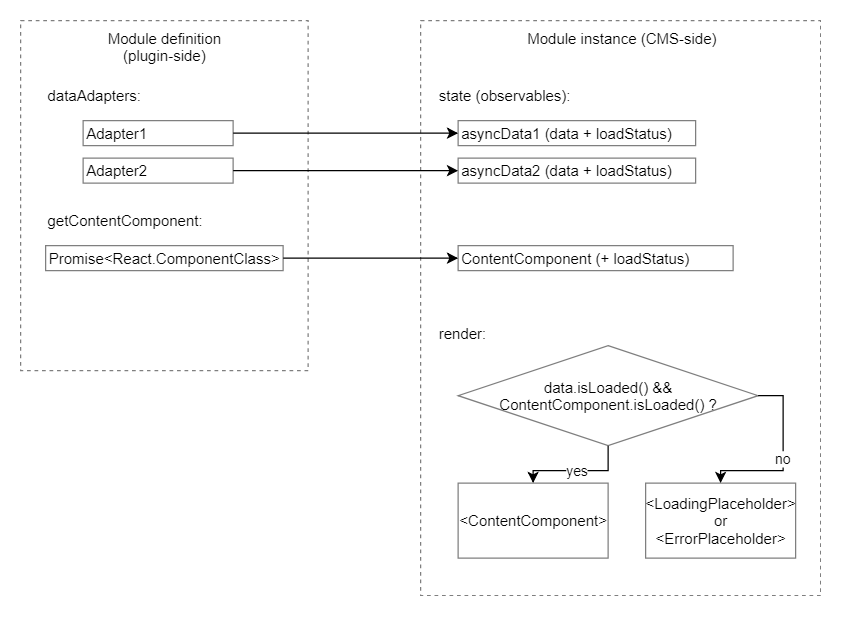 Module definition
(plugin-side)
dataAdapters:
Adapter1
Adapter2
getContentComponent:
Promise<React.ComponentClass>
Module instance (CMS-side)
state (observables):
asyncData1 (data + loadStatus)
asyncData2 (data + loadStatus)
ContentComponent (+ loadStatus)
render:
data.isLoaded() &&
ContentComponent.isLoaded() ?
yes
no
<ContentComponent>
<LoadingPlaceholder>
or
<ErrorPlaceholder>